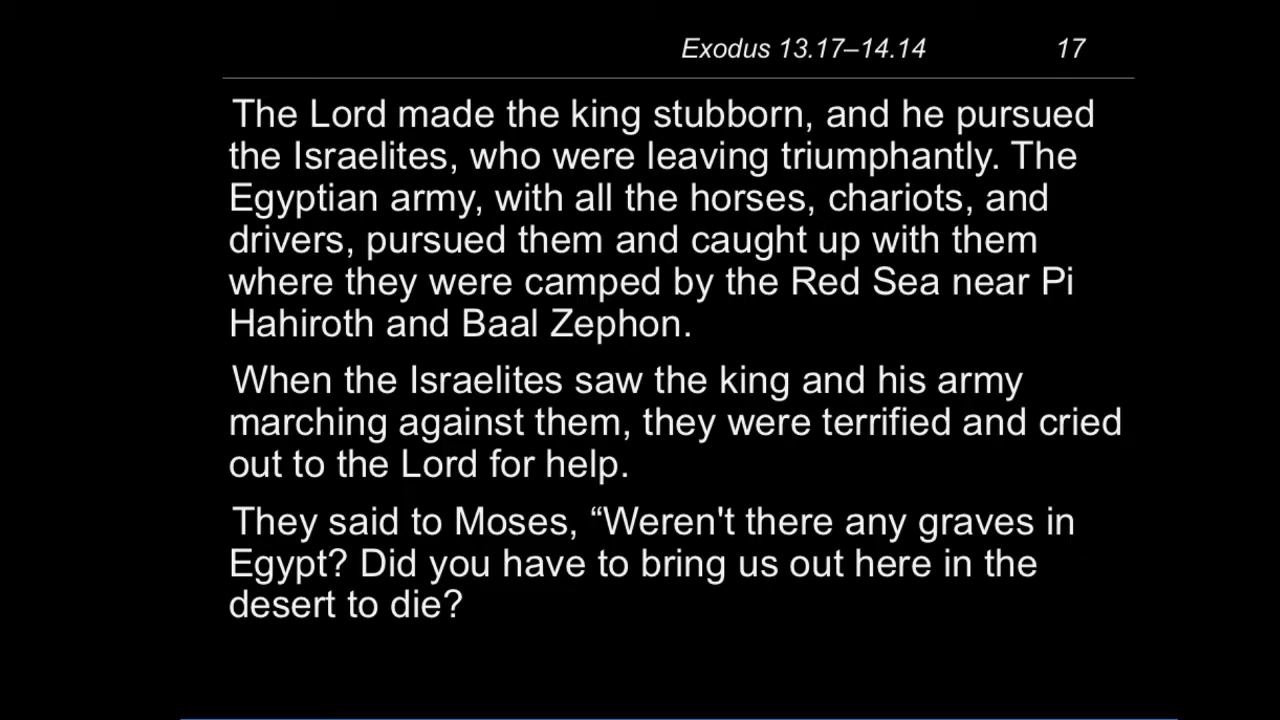 Exodus 13.17–14.14 17
The Lord made the king stubborn, and he pursued
the Israelites, who were leaving triumphantly. The
Egyptian army, with all the horses, chariots, and
drivers, pursued them and caught up with them
where they were camped by the Red Sea near Pi
Hahiroth and Baal Zephon.
When the Israelites saw the king and his army
marching against them, they were terrified and cried
out to the Lord for help.
They said to Moses, “Weren't there any graves in
Egypt? Did you have to bring us out here in the
desert to die?